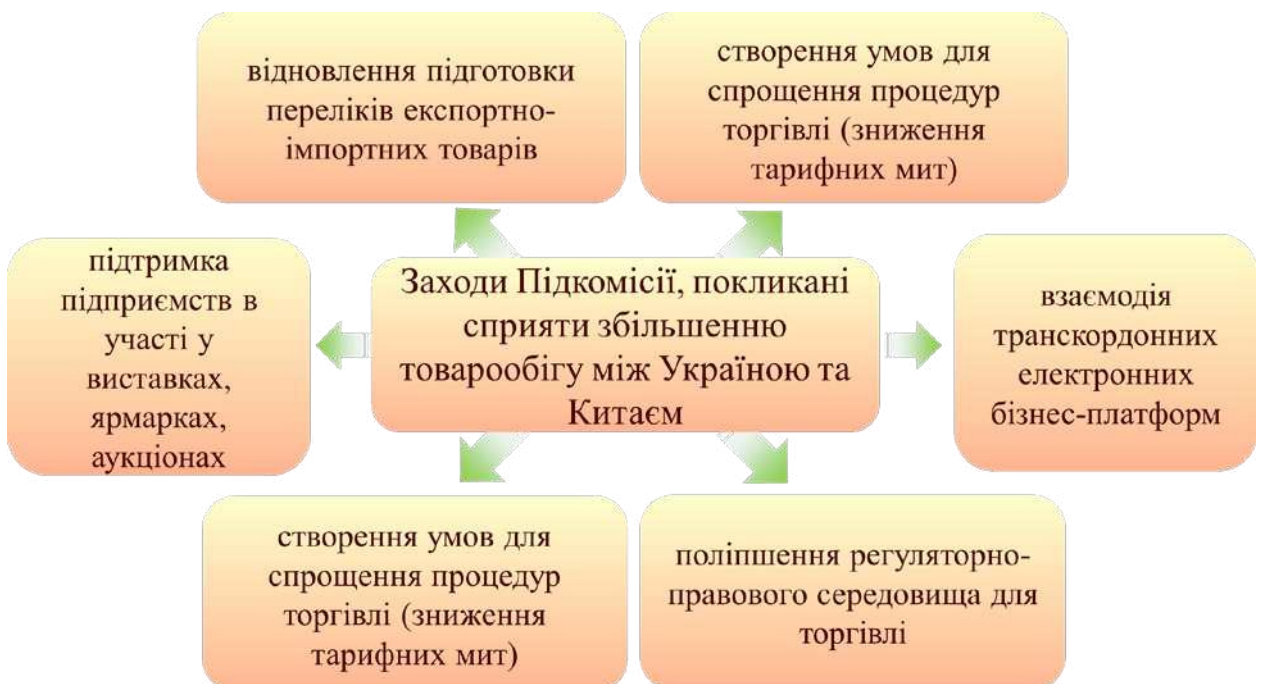 відновлення підготовки
переліків експортно-
імпортних товарів
створення умов для
спрощення процедур
торгівлі (зниження
тарифних мит)
підтримка
підприємств в
участі у
виставках,
ярмарках,
аукціонах
Заходи Підкомісії, покликані
сприяти збільшенню
товарообігу між Україною та
Китаєм
взаємодія
транскордонних
електронних
бізнес-платформ
створення умов для
спрощення процедур
торгівлі (зниження
тарифних мит)
поліпшення регуляторно-
правового середовища для
торгівлі